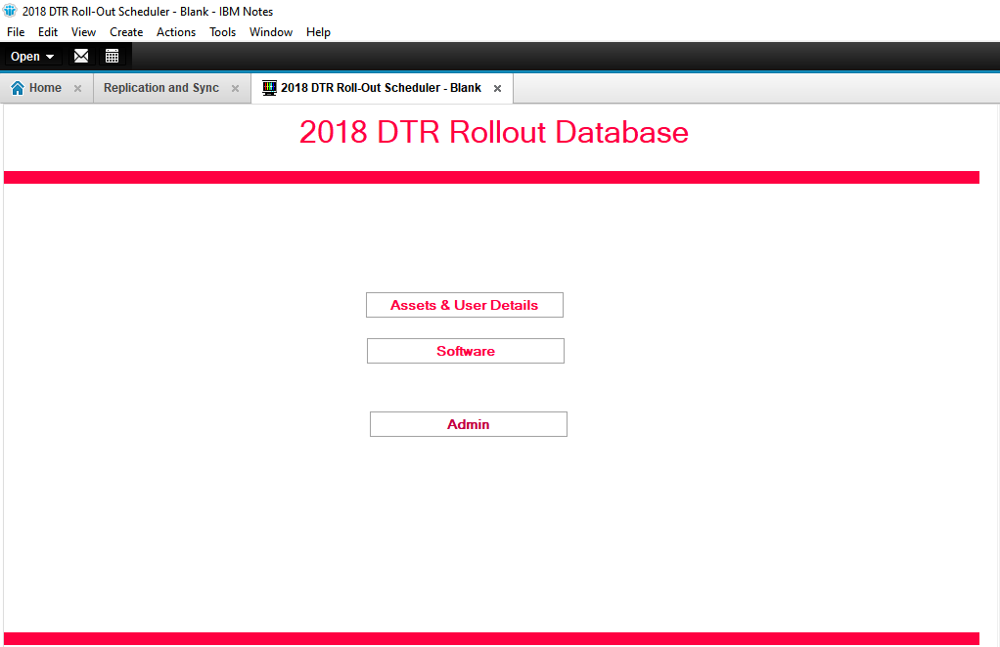 2018 DTR Roll-Out Scheduler - Blank - IBM Notes
File Edit View Create Actions Tools Window Help
Open
Home Replication and Sync 2018 DTR Roll-Out Scheduler - Blank
2018 DTR Rollout Database
Assets & User Details
Software
Admin